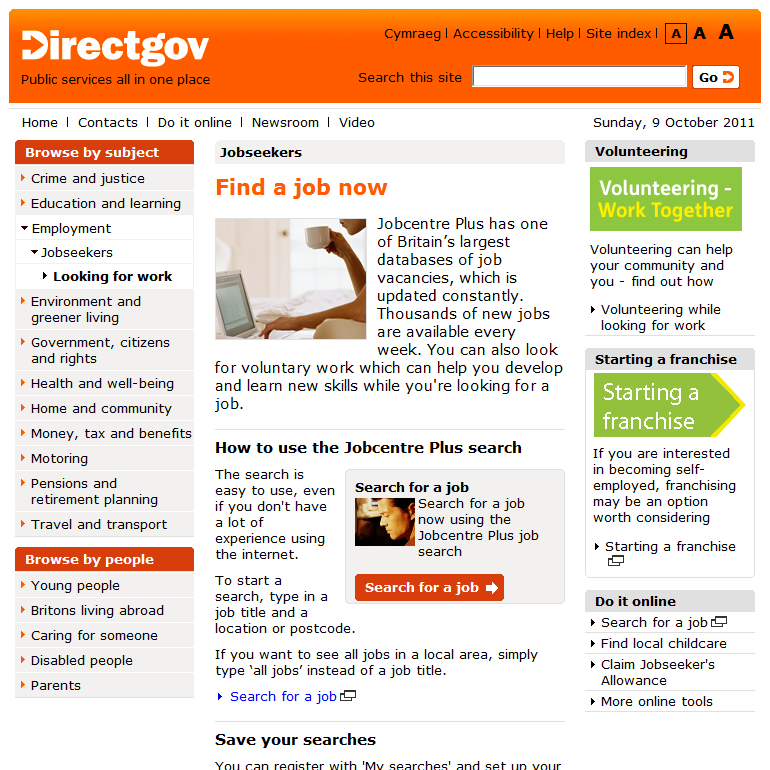 Cymraeg | Accessibility | Help | Site index | A A A
Directgov
Public services all in one place
Search this site Go
Home | Contacts | Do it online | Newsroom | Video
Sunday, 9 October 2011
Browse by subject
Crime and justice
Education and learning
Employment
Jobseekers
Looking for work
Environment and
greener living
Government, citizens
and rights
Health and well-being
Home and community
Money, tax and benefits
Motoring
Pensions and
retirement planning
Travel and transport
Browse by people
Young people
Britons living abroad
Caring for someone
Disabled people
Parents
Jobseekers
Find a job now
Jobcentre Plus has one
of Britain’s largest
databases of job
vacancies, which is
updated constantly.
Thousands of new jobs
are available every
week. You can also look
for voluntary work which can help you develop
and learn new skills while you're looking for a
job.
How to use the Jobcentre Plus search
The search is
easy to use, even
if you don't have
a lot of
experience using
the internet.
To start a
search, type in a
job title and a
location or postcode.
Search for a job
Search for a job
now using the
Jobcentre Plus job
search
Search for a job
If you want to see all jobs in a local area, simply
type ‘all jobs’ instead of a job title.
Search for a job
Save your searches
You can register with 'My searches' and set up your
Volunteering
Volunteering -
Work Together
Volunteering can help
your community and
you - find out how
Volunteering while
looking for work
Starting a franchise
Starting a
franchise
If you are interested
in becoming self-
employed, franchising
may be an option
worth considering
Starting a franchise
Do it online
Search for a job
Find local childcare
Claim Jobseeker's
Allowance
More online tools